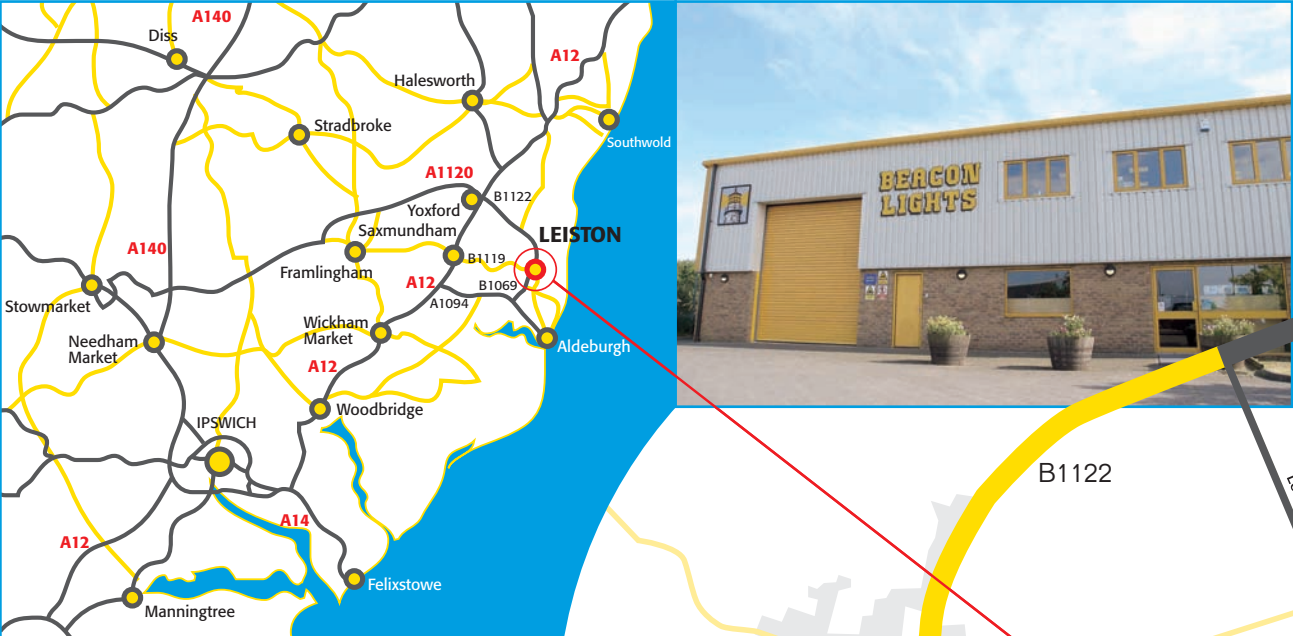 A140
Diss
A12
Halesworth
Stradbroke
Southwold
A1120
B1122
Yoxford
Saxmundham
LEISTON
A140
B1119
Framlingham
A12
B1069
A1094
Stowmarket
Wickham
Market
Needham
Market
Aldeburgh
A12
Woodbridge
IPSWICH
A14
A12
Felixstowe
Manningtree
BEACON
LIGHTS
B1122